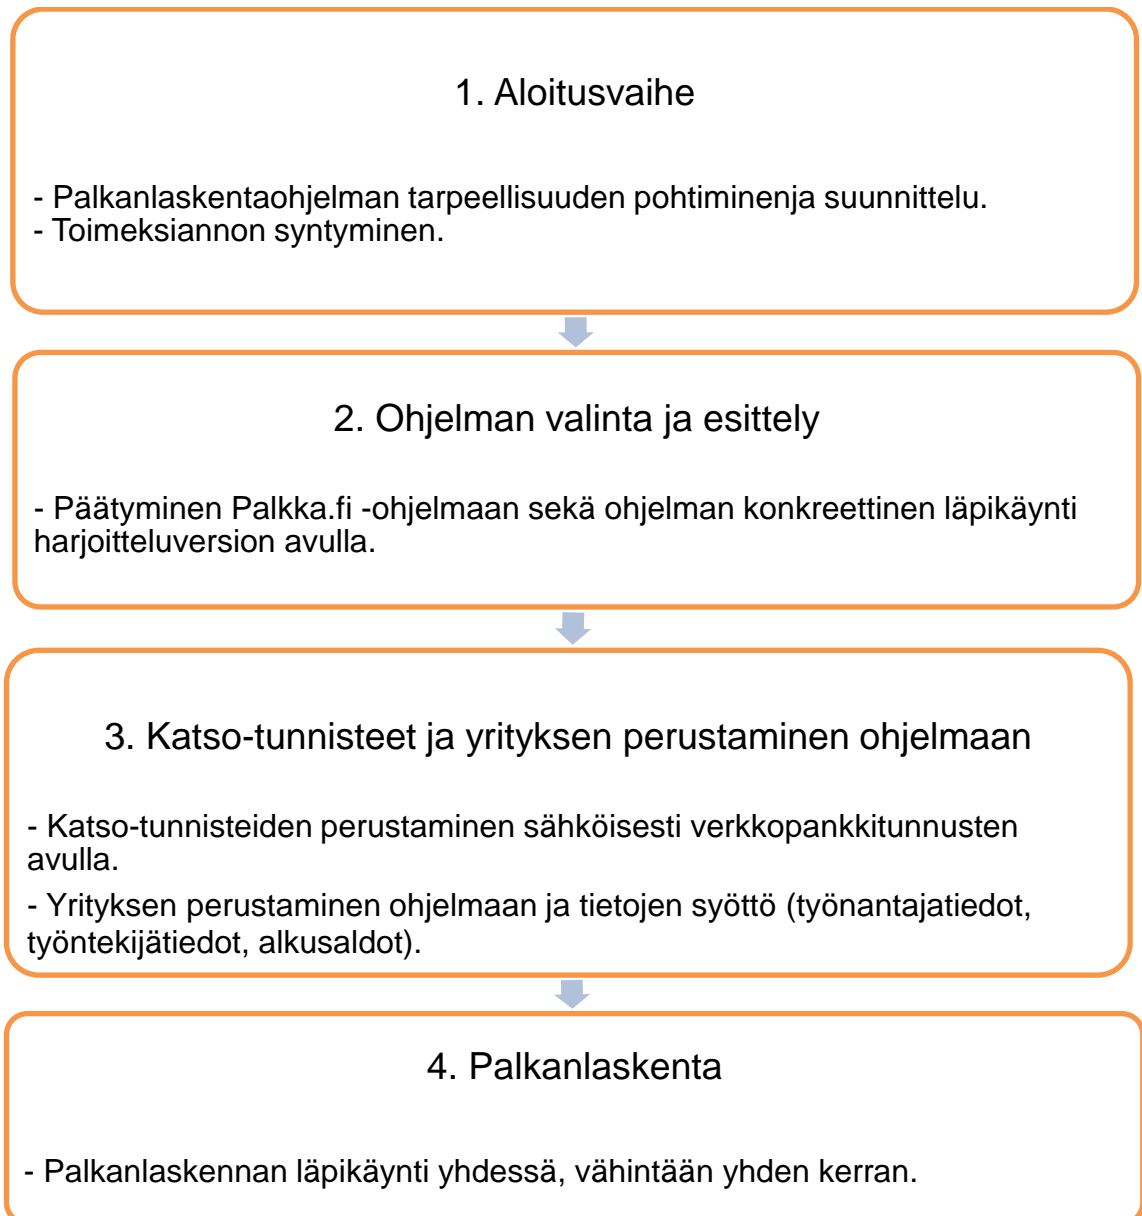 1. Aloitusvaihe
- Palkanlaskentaohjelman tarpeellisuuden pohtiminenja suunnittelu.
- Toimeksiannon syntyminen.
2. Ohjelman valinta ja esittely
- Päätyminen Palkka.fi -ohjelmaan sekä ohjelman konkreettinen läpikäynti
harjoitteluversion avulla.
3. Katso-tunnisteet ja yrityksen perustaminen ohjelmaan
- Katso-tunnisteiden perustaminen sähköisesti verkkopankkitunnusten
avulla.
- Yrityksen perustaminen ohjelmaan ja tietojen syöttö (työnantajatiedot,
työntekijätiedot, alkusaldot).
4. Palkanlaskenta
- Palkanlaskennan läpikäynti yhdessä, vähintään yhden kerran.